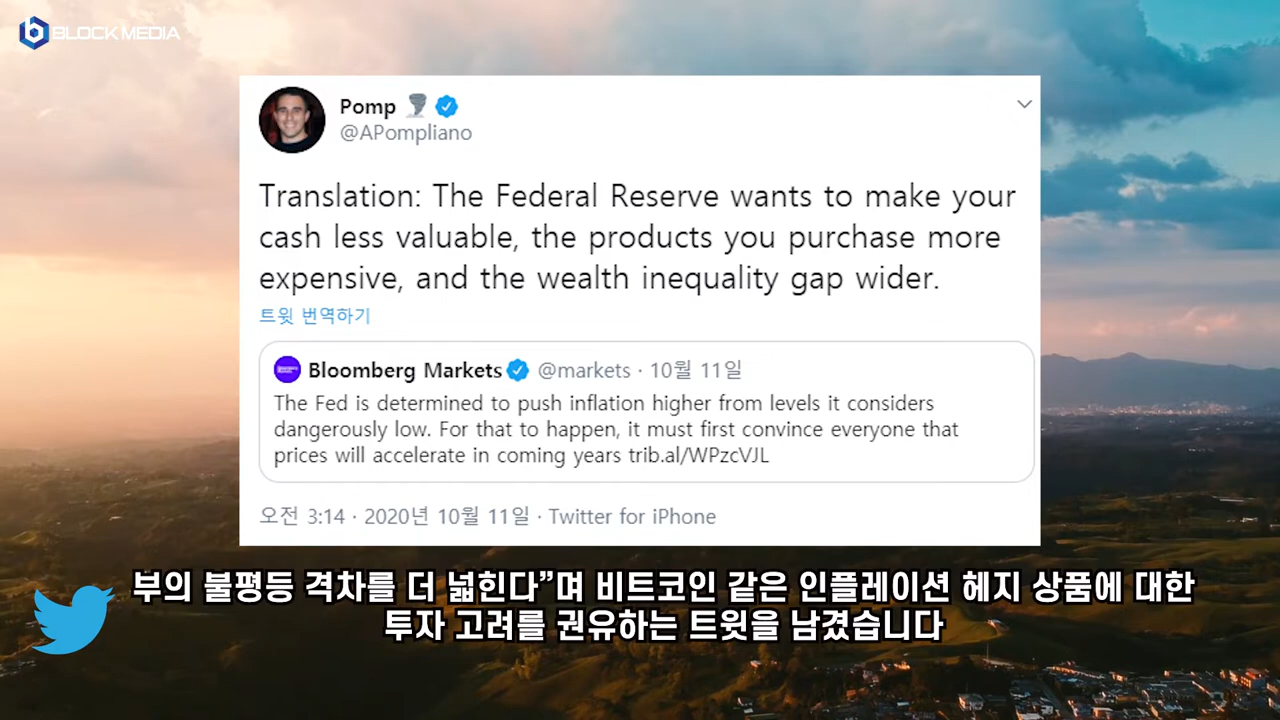 BLOCK MEDIA
Pomp
@APompliano
Translation: The Federal Reserve wants to make your
cash less valuable, the products you purchase more
expensive, and the wealth inequality gap wider.
트윗 번역하기
Bloomberg Markets @markets · 10월 11일
The Fed is determined to push inflation higher from levels it considers
dangerously low. For that to happen, it must first convince everyone that
prices will accelerate in coming years trib.al/WPzcVJL
오전 3:14 · 2020년 10월 11일 · Twitter for iPhone
부의 불평등 격차를 더 넓힌다”며 비트코인 같은 인플레이션 헤지 상품에 대한
투자 고려를 권유하는 트윗을 남겼습니다